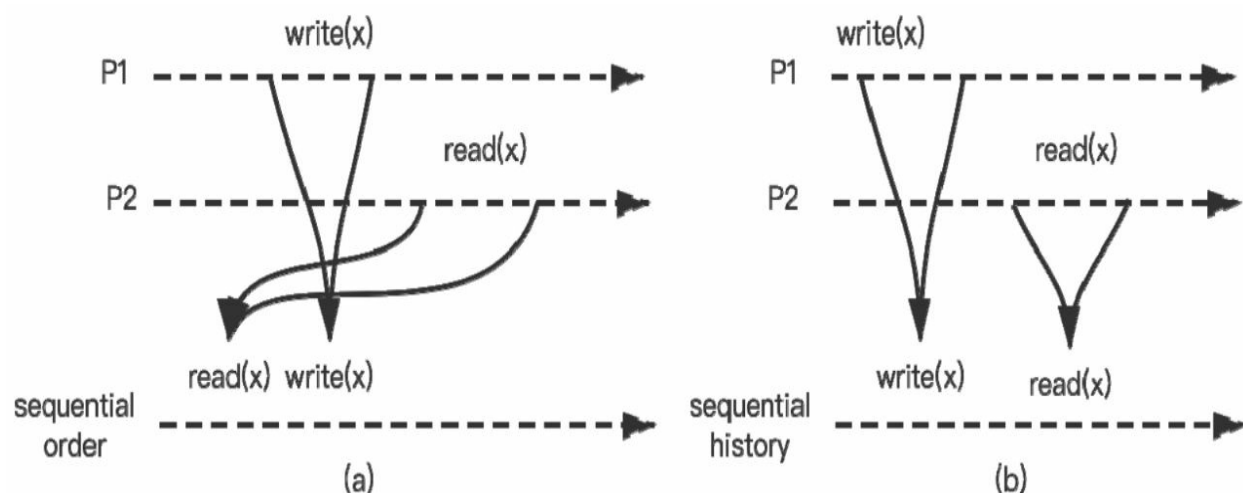 write(x)
P1
read(x)
P2
read(x) write(x)
sequential
order
(a)
write(x)
P1
read(x)
P2
write(x)
read(x)
sequential
history
(b)